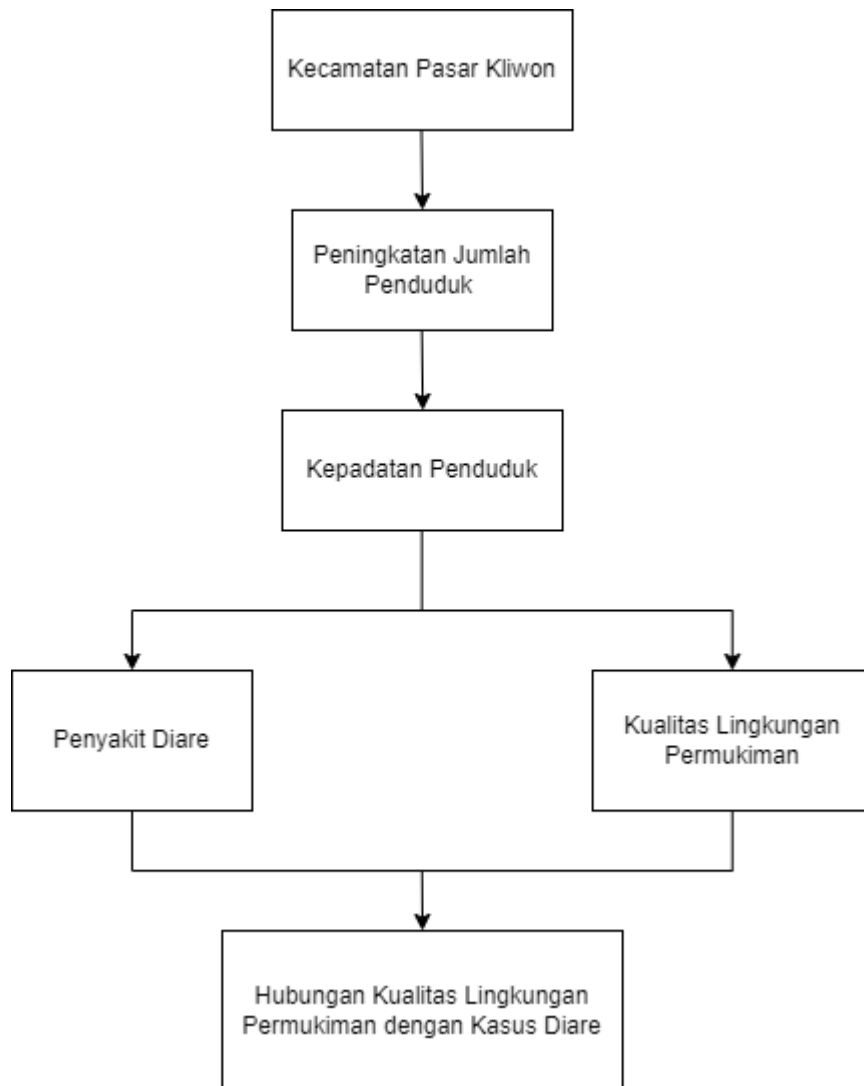 Kecamatan Pasar Kliwon
Peningkatan Jumlah
Penduduk
Kepadatan Penduduk
Penyakit Diare
Kualitas Lingkungan
Permukiman
Hubungan Kualitas Lingkungan
Permukiman dengan Kasus Diare